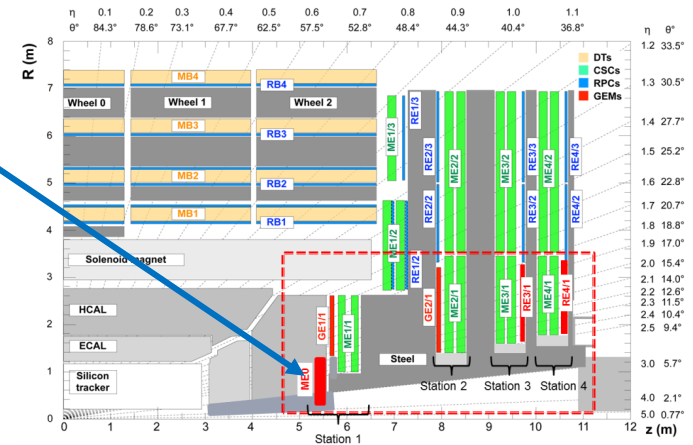 η 0.1 0.2 0.3 0.4 0.5 0.6 0.7 0.8 0.9 1.0 1.1
θ° 84.3° 78.6° 73.1° 67.7° 62.5° 57.5° 52.8° 48.4° 44.3° 40.4° 36.8°
η θ°
R (m)
8
7
6
5
4
3
2
1
0
1.2 33.5°
1.3 30.5°
1.4 27.7°
1.5 25.2°
1.6 22.8°
1.7 20.7°
1.8 18.8°
1.9 17.0°
2.0 15.4°
2.1 14.0°
2.2 12.6°
2.3 11.5°
2.4 10.4°
2.5 9.4°
3.0 5.7°
4.0 2.1°
5.0 0.77°
DTs
CSCs
RPCs
GEMs
MB4
RB4
Wheel 0
Wheel 1
Wheel 2
MB3
RB3
MB2
RB2
MB1
RB1
Solenoid magnet
HCAL
ECAL
Silicon
tracker
Steel
ME0
GE1/1
ME1/1
ME1/2
ME1/3
RE1/2
RE1/3
GE2/1
ME2/1
RE2/2
RE2/3
ME2/2
ME3/1
RE3/1
ME3/2
RE3/3
RE3/2
ME4/1
RE4/1
ME4/2
RE4/3
RE4/2
Station 2
Station 3
Station 4
0 1 2 3 4 5 6 7 8 9 10 11 12
z (m)
Station 1